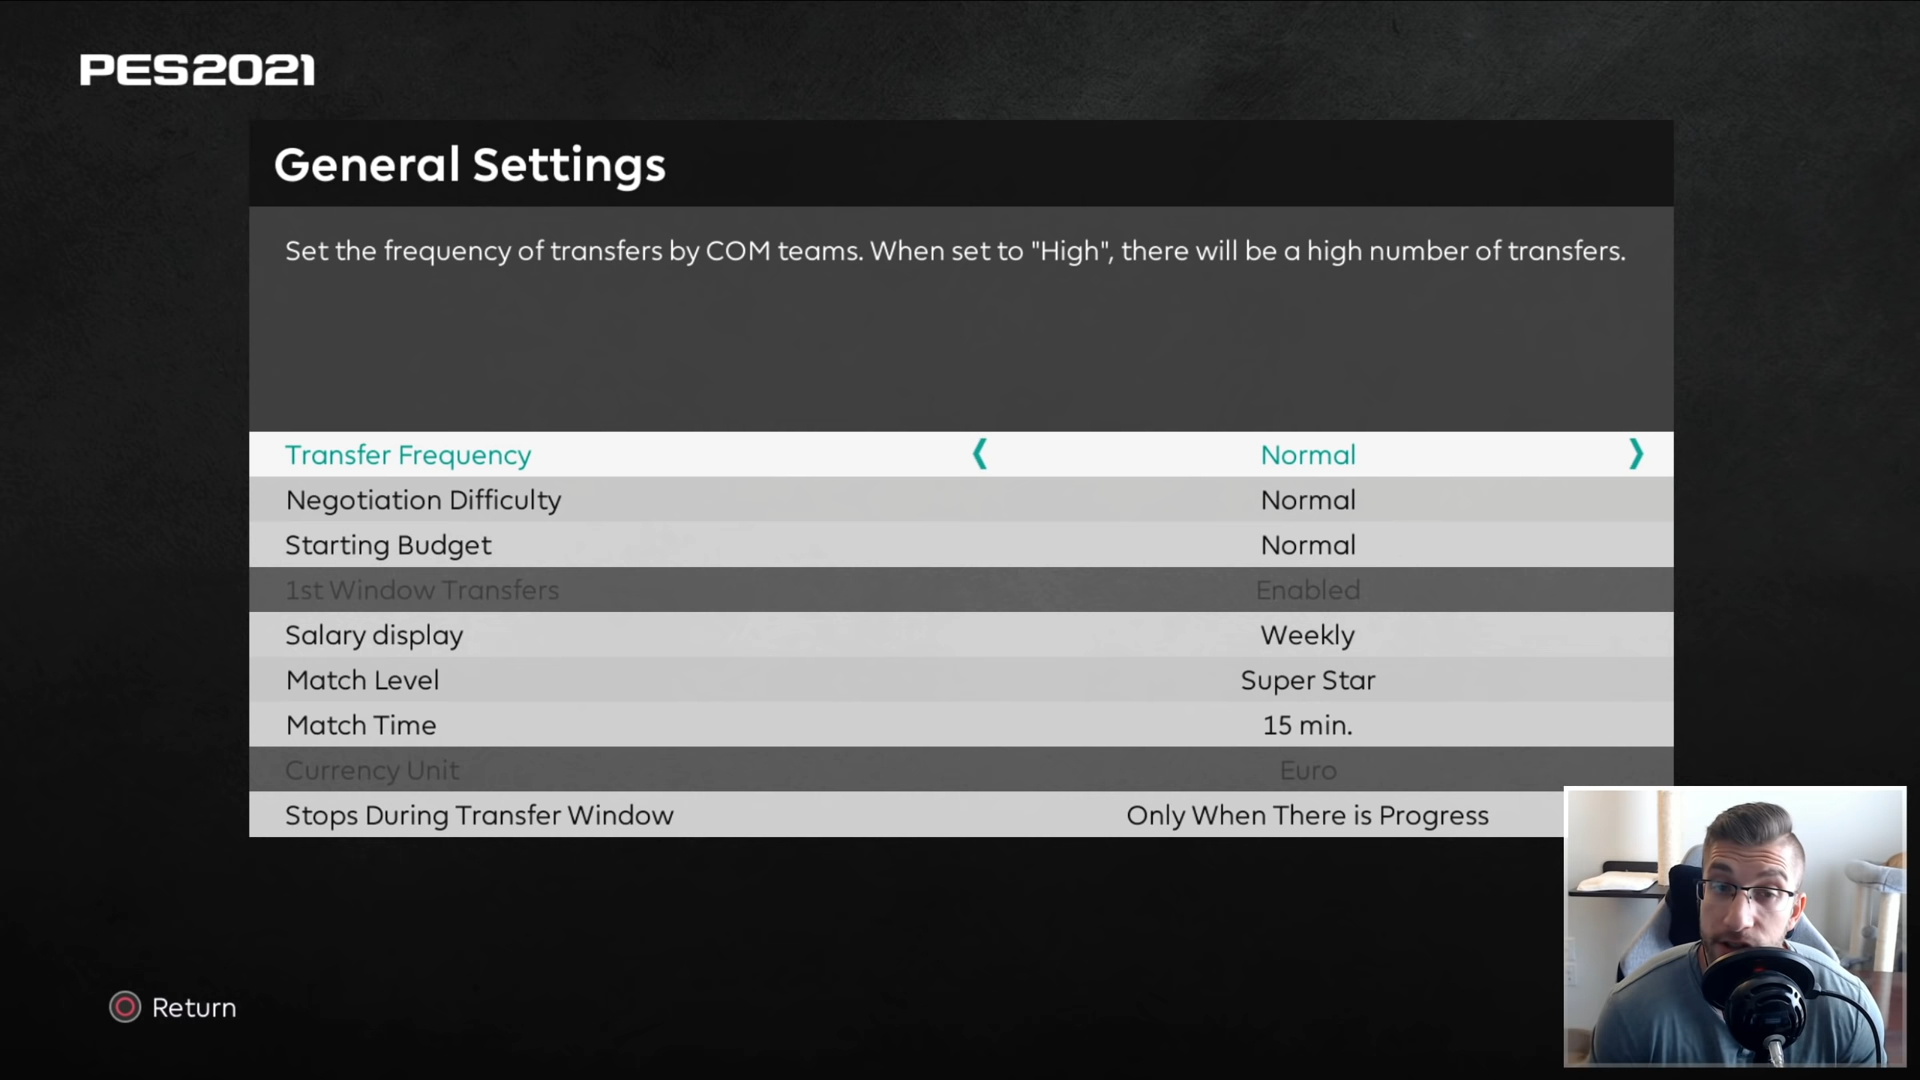 PES2021
General Settings
Set the frequency of transfers by COM teams. When set to "High", there will be a high number of transfers.
Transfer Frequency Normal
Negotiation Difficulty Normal
Starting Budget Normal
1st Window Transfers Enabled
Salary display Weekly
Match Level Super Star
Match Time 15 min.
Currency Unit Euro
Stops During Transfer Window Only When There is Progress
Return